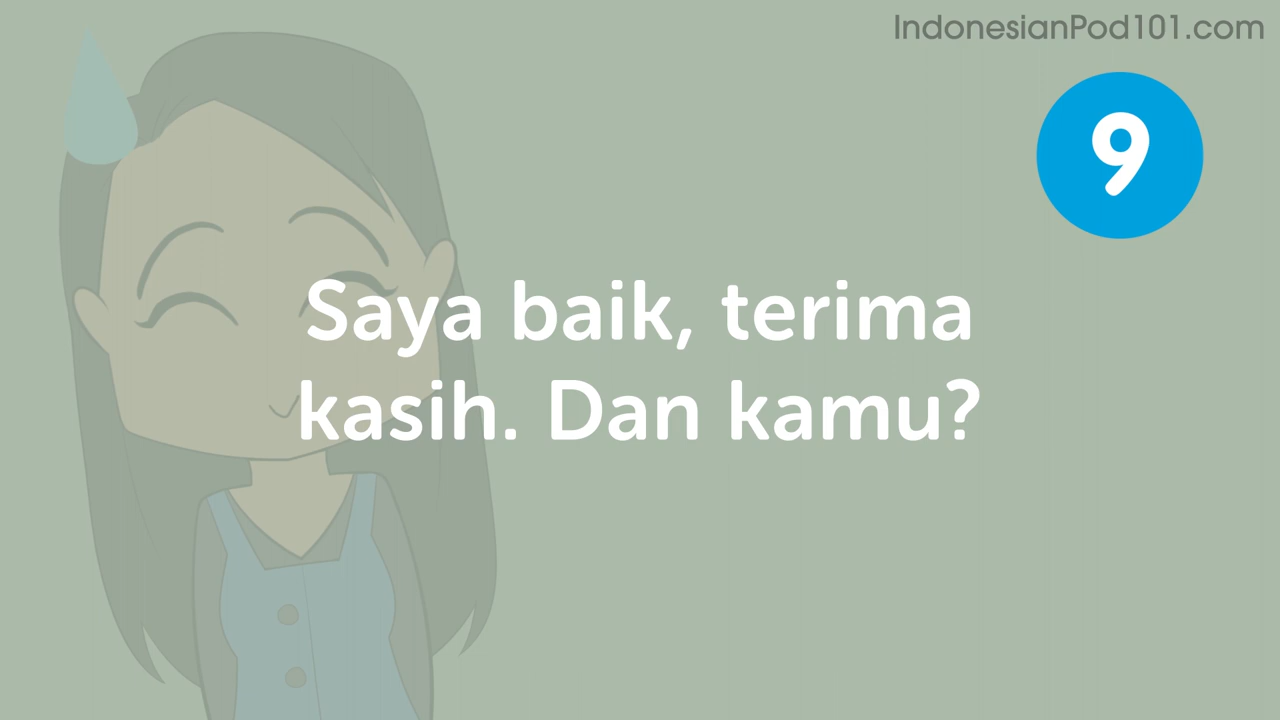 IndonesianPod101.com
9
Saya baik, terima
kasih. Dan kamu?